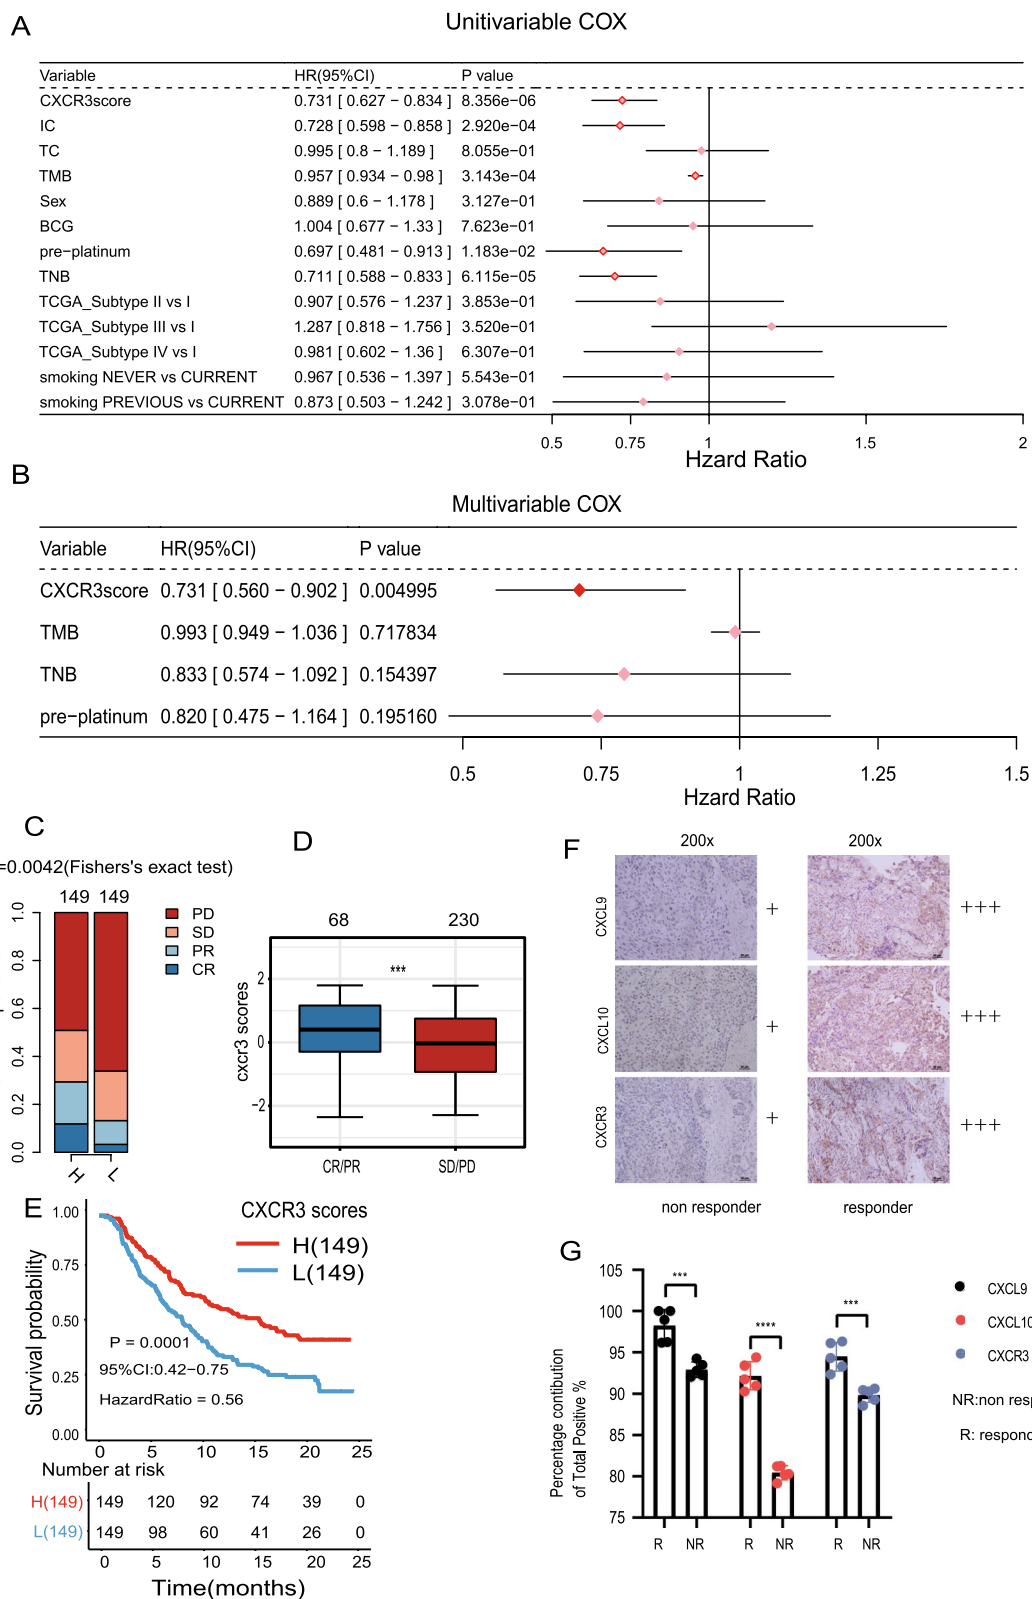 A
Unitivariable COX
Variable HR(95%CI) P value
CXCR3score 0.731 [ 0.627 − 0.834 ] 8.356e−06
IC 0.728 [ 0.598 − 0.858 ] 2.920e−04
TC 0.995 [ 0.8 − 1.189 ] 8.055e−01
TMB 0.957 [ 0.934 − 0.98 ] 3.143e−04
Sex 0.889 [ 0.6 − 1.178 ] 3.127e−01
BCG 1.004 [ 0.677 − 1.33 ] 7.623e−01
pre−platinum 0.697 [ 0.481 − 0.913 ] 1.183e−02
TNB 0.711 [ 0.588 − 0.833 ] 6.115e−05
TCGA_Subtype II vs I 0.907 [ 0.576 − 1.237 ] 3.853e−01
TCGA_Subtype III vs I 1.287 [ 0.818 − 1.756 ] 3.520e−01
TCGA_Subtype IV vs I 0.981 [ 0.602 − 1.36 ] 6.307e−01
smoking NEVER vs CURRENT 0.967 [ 0.536 − 1.397 ] 5.543e−01
smoking PREVIOUS vs CURRENT 0.873 [ 0.503 − 1.242 ] 3.078e−01
0.5 0.75 1 1.5 2
Hzard Ratio
B
Multivariable COX
Variable HR(95%CI) P value
CXCR3score 0.731 [ 0.560 − 0.902 ] 0.004995
TMB 0.993 [ 0.949 − 1.036 ] 0.717834
TNB 0.833 [ 0.574 − 1.092 ] 0.154397
pre−platinum 0.820 [ 0.475 − 1.164 ] 0.195160
0.5 0.75 1 1.25 1.5
Hzard Ratio
C
=0.0042(Fishers's exact test)
149 149
1.0
0.8
0.6
0.4
0.2
0.0
H L
PD
SD
PR
CR
D
68 230
***
cxcr3 scores
2
0
−2
CR/PR SD/PD
E
CXCR3 scores
H(149)
L(149)
Survival probability
1.00
0.75
0.50
0.25
0.00
P = 0.0001
95%CI:0.42−0.75
HazardRatio = 0.56
0 5 10 15 20 25
Number at risk
H(149) 149 120 92 74 39 0
L(149) 149 98 60 41 26 0
0 5 10 15 20 25
Time(months)
F
200x 200x
CXCL9 + +++
CXCL10 + +++
CXCR3 + +++
non responder responder
G
Percentage contibution
of Total Positive %
105
100
95
90
85
80
75
*** **** ***
R NR R NR R NR
CXCL9
CXCL10
CXCR3
NR:non resp
R: respond